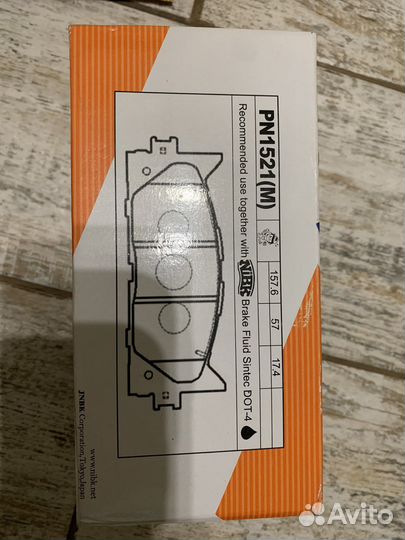 PN1521(M)
157.6 57 17.4
Recommended use together with NIBK Brake Fluid Sintec DOT-4
JNBK Corporation, Tokyo, Japan
www.nibk.net
Avito